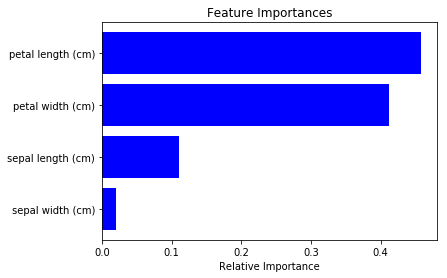 Feature Importances
petal length (cm)
petal width (cm)
sepal length (cm)
sepal width (cm)
0.0 0.1 0.2 0.3 0.4
Relative Importance